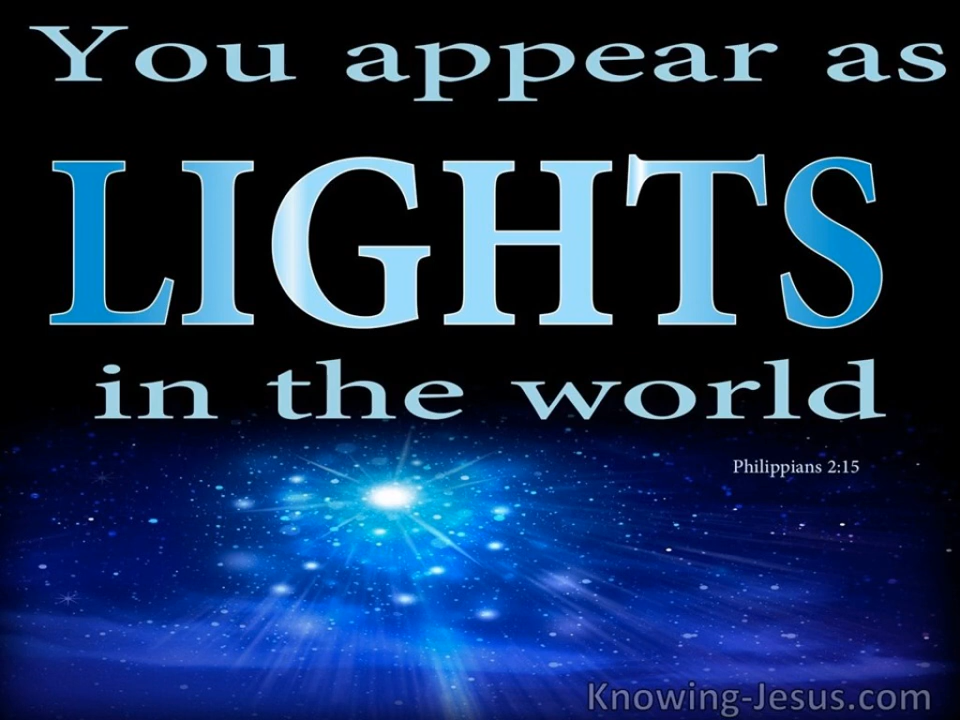 You appear as
LIGHTS
in the world
Philippians 2:15
Knowing-Jesus.com